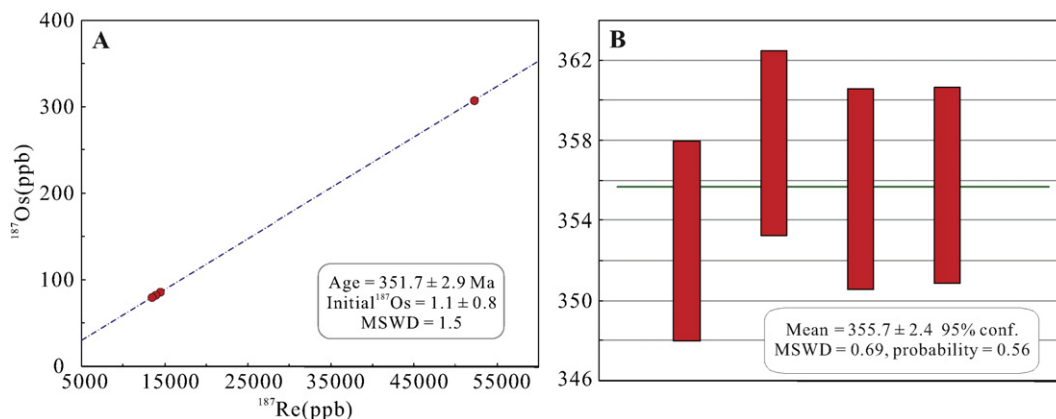 A
400
300
200
100
0
¹⁸⁷Os(ppb)
5000 15000 25000 35000 45000 55000
¹⁸⁷Re(ppb)
Age = 351.7 ± 2.9 Ma
Initial¹⁸⁷Os = 1.1 ± 0.8
MSWD = 1.5
B
362
358
354
350
346
Mean = 355.7 ± 2.4 95% conf.
MSWD = 0.69, probability = 0.56